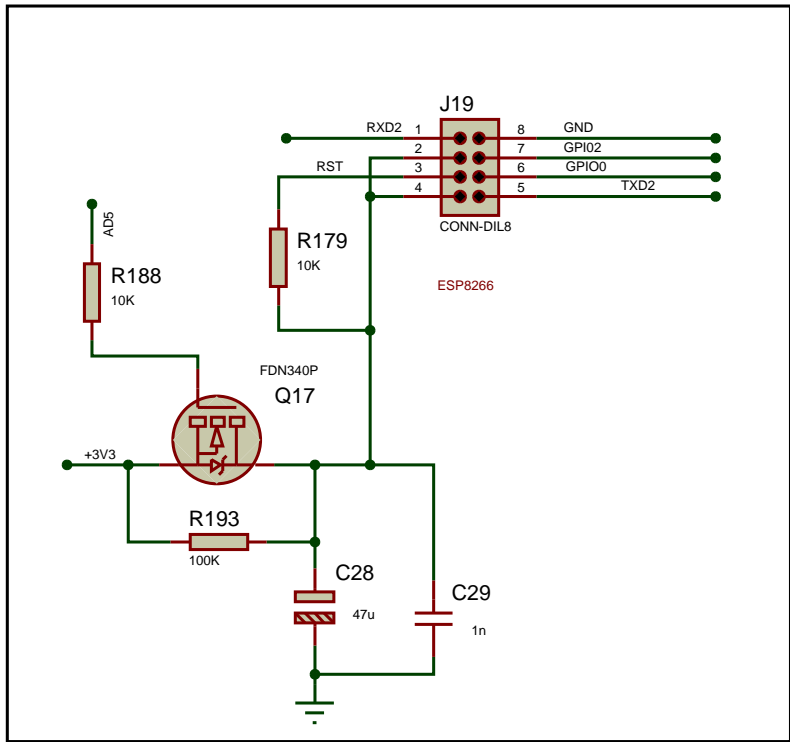 J19
RXD2
1
8
GND
2
7
GPI02
RST
3
6
GPIO0
4
5
TXD2
CONN-DIL8
AD5
R179
10K
R188
10K
ESP8266
FDN340P
Q17
+3V3
R193
100K
C28
47u
C29
1n